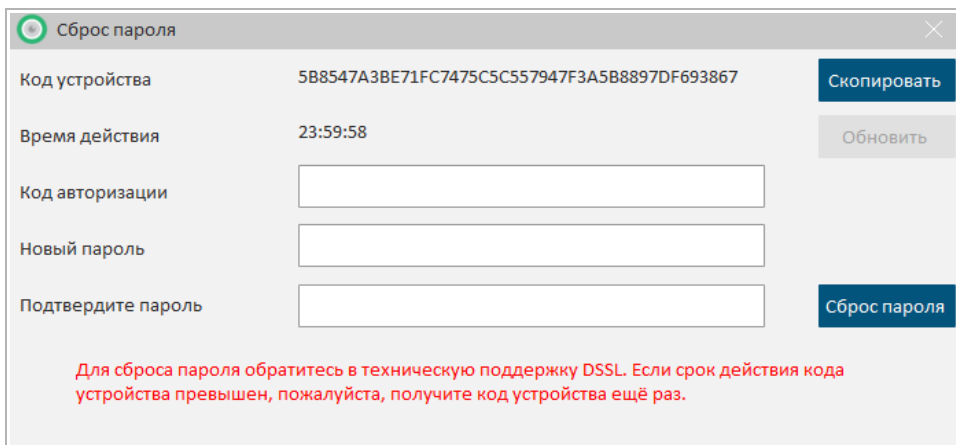 Сброс пароля
Код устройства 5B8547A3BE71FC7475C5C557947F3A5B8897DF693867 Скопировать
Время действия 23:59:58 Обновить
Код авторизации
Новый пароль
Подтвердите пароль Сброс пароля
Для сброса пароля обратитесь в техническую поддержку DSSL. Если срок действия кода
устройства превышен, пожалуйста, получите код устройства ещё раз.